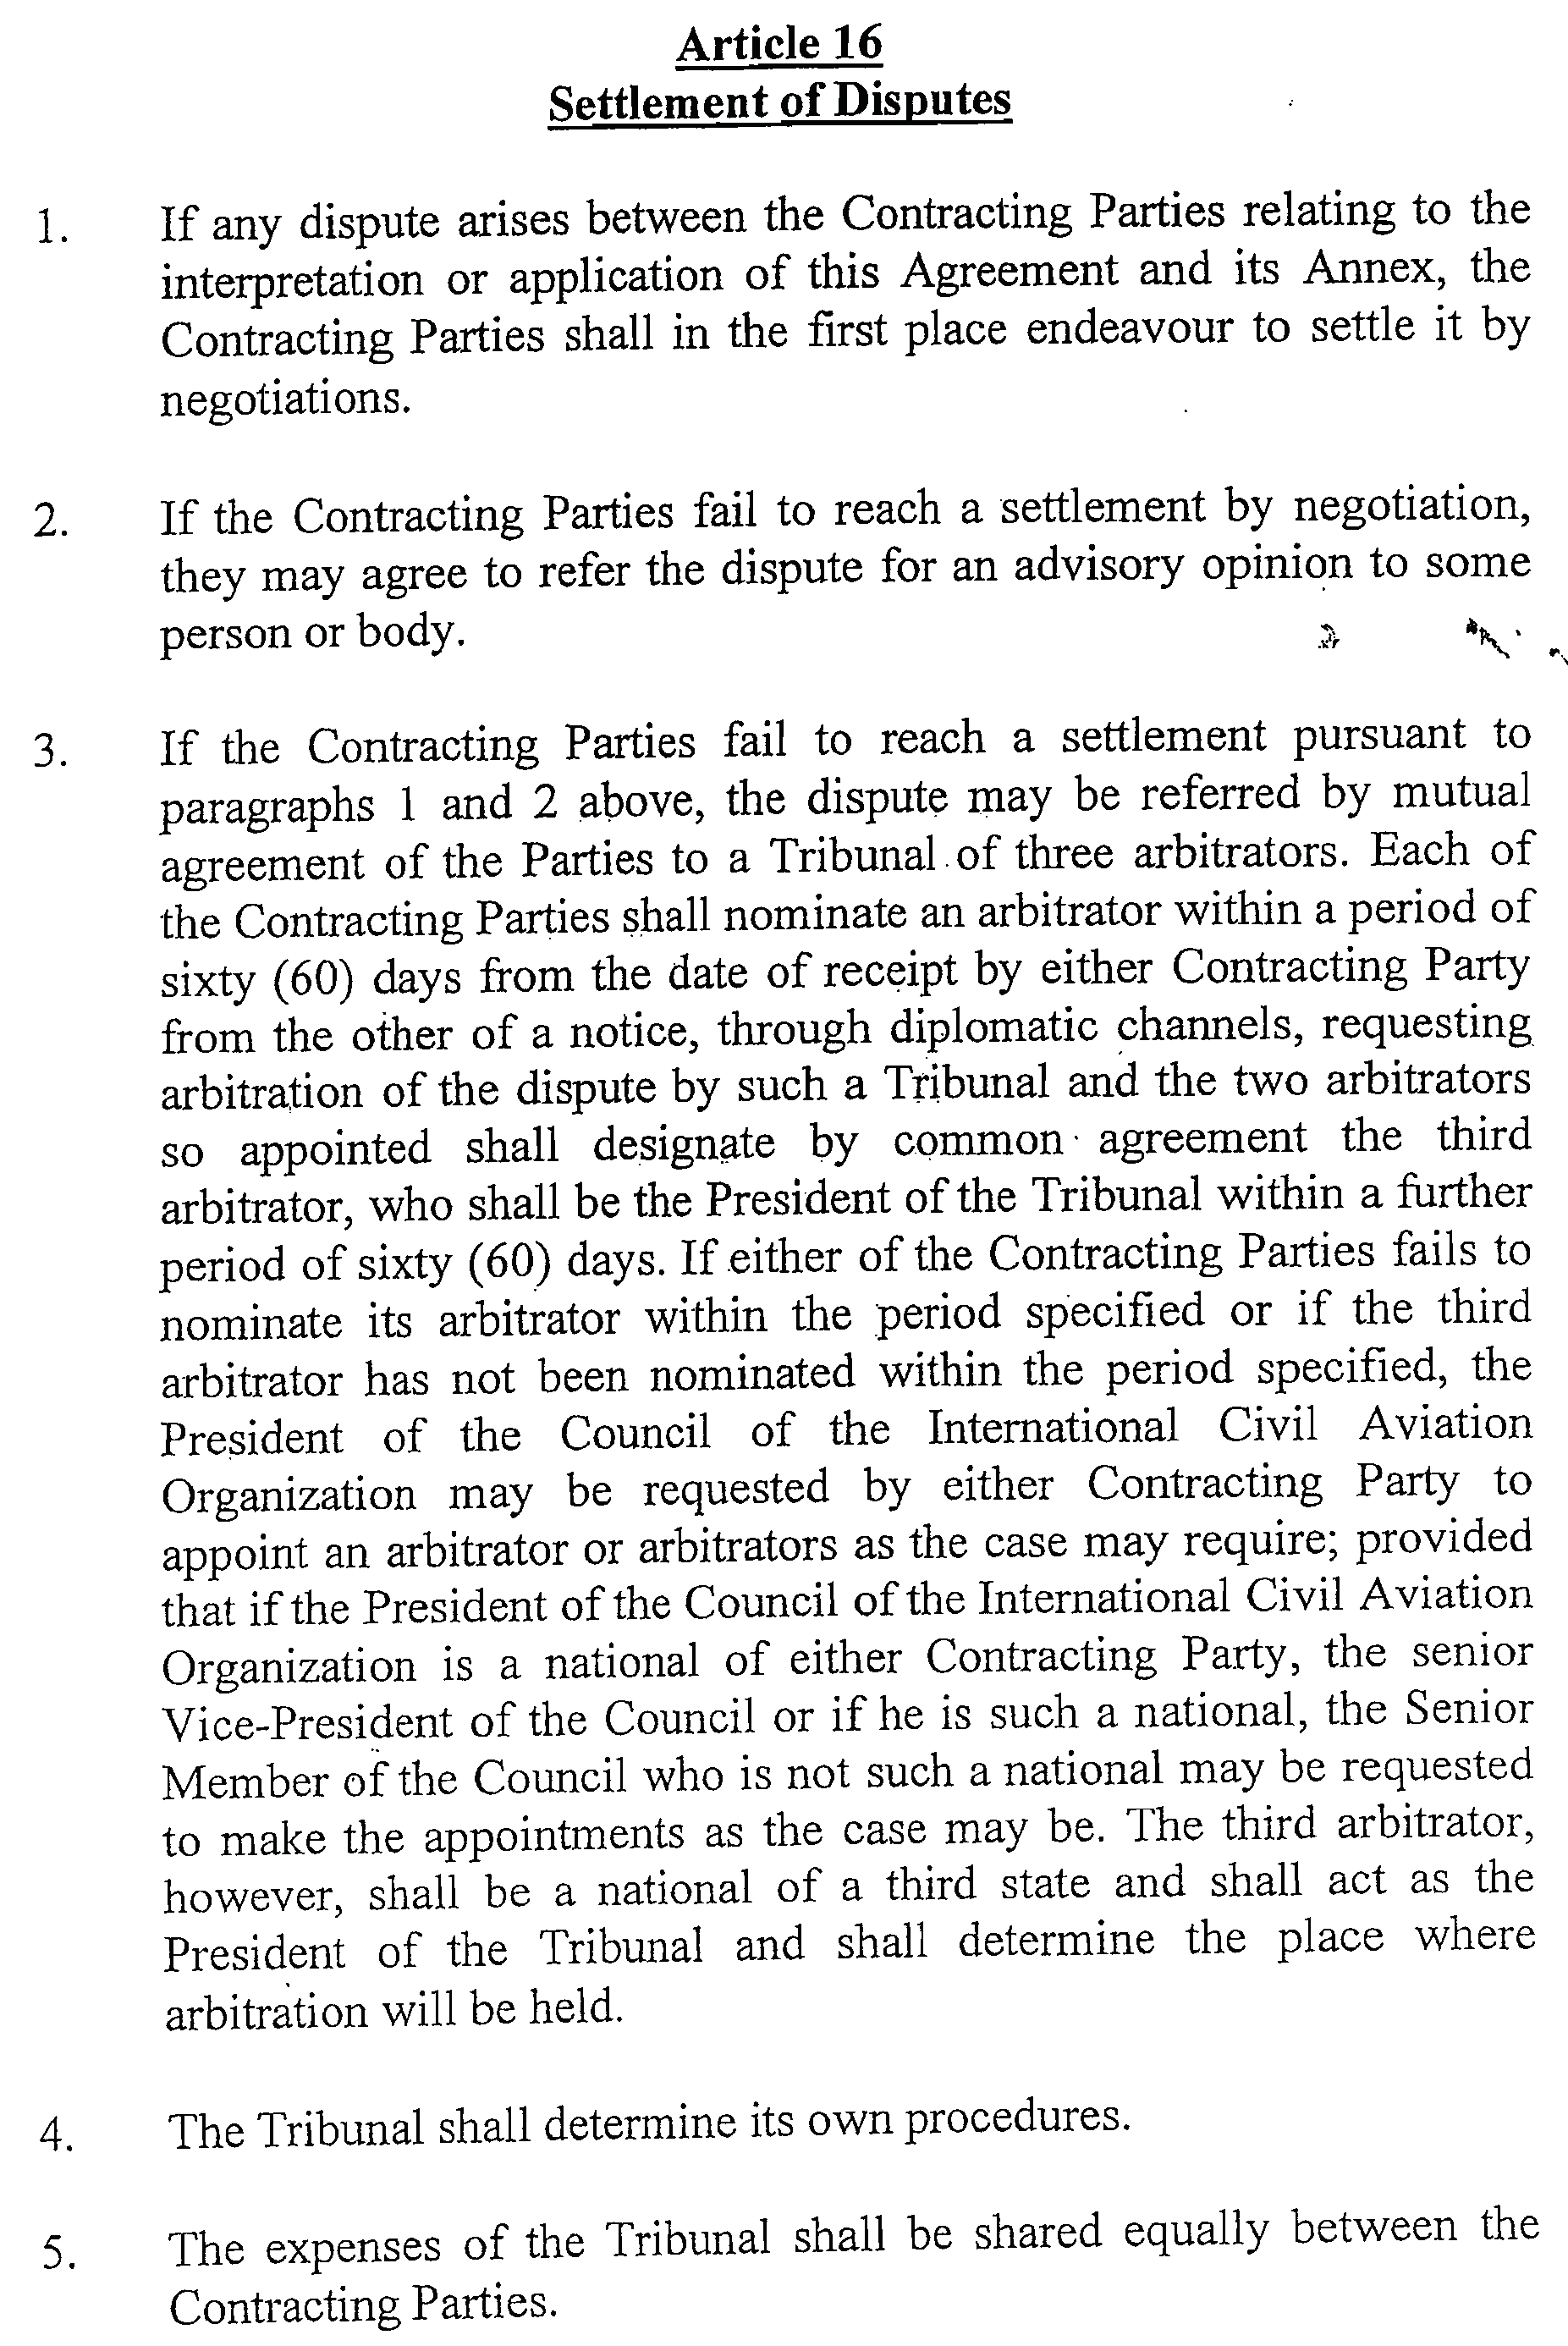 Article 16
Settlement of Disputes
1. If any dispute arises between the Contracting Parties relating to the
interpretation or application of this Agreement and its Annex, the
Contracting Parties shall in the first place endeavour to settle it by
negotiations.
2. If the Contracting Parties fail to reach a settlement by negotiation,
they may agree to refer the dispute for an advisory opinion to some
person or body.
3. If the Contracting Parties fail to reach a settlement pursuant to
paragraphs 1 and 2 above, the dispute may be referred by mutual
agreement of the Parties to a Tribunal of three arbitrators. Each of
the Contracting Parties shall nominate an arbitrator within a period of
sixty (60) days from the date of receipt by either Contracting Party
from the other of a notice, through diplomatic channels, requesting
arbitration of the dispute by such a Tribunal and the two arbitrators
so appointed shall designate by common agreement the third
arbitrator, who shall be the President of the Tribunal within a further
period of sixty (60) days. If either of the Contracting Parties fails to
nominate its arbitrator within the period specified or if the third
arbitrator has not been nominated within the period specified, the
President of the Council of the International Civil Aviation
Organization may be requested by either Contracting Party to
appoint an arbitrator or arbitrators as the case may require; provided
that if the President of the Council of the International Civil Aviation
Organization is a national of either Contracting Party, the senior
Vice-President of the Council or if he is such a national, the Senior
Member of the Council who is not such a national may be requested
to make the appointments as the case may be. The third arbitrator,
however, shall be a national of a third state and shall act as the
President of the Tribunal and shall determine the place where
arbitration will be held.
4. The Tribunal shall determine its own procedures.
5. The expenses of the Tribunal shall be shared equally between the
Contracting Parties.